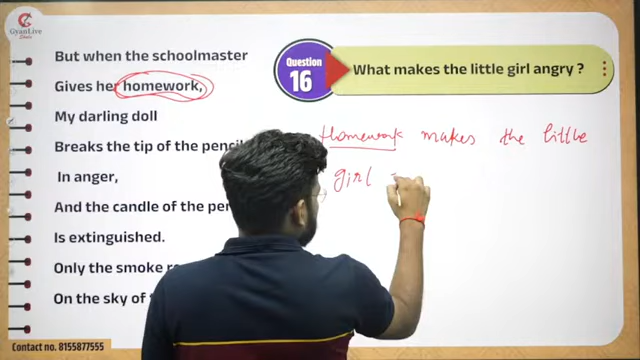 GyanLive
But when the schoolmaster
Gives her homework,
My darling doll
Breaks the tip of the pencil
In anger,
And the candle of the pen
Is extinguished.
Only the smoke
On the sky of
Contact no. 8155877555
Question
16
What makes the little girl angry ?
Homework makes the little
girl